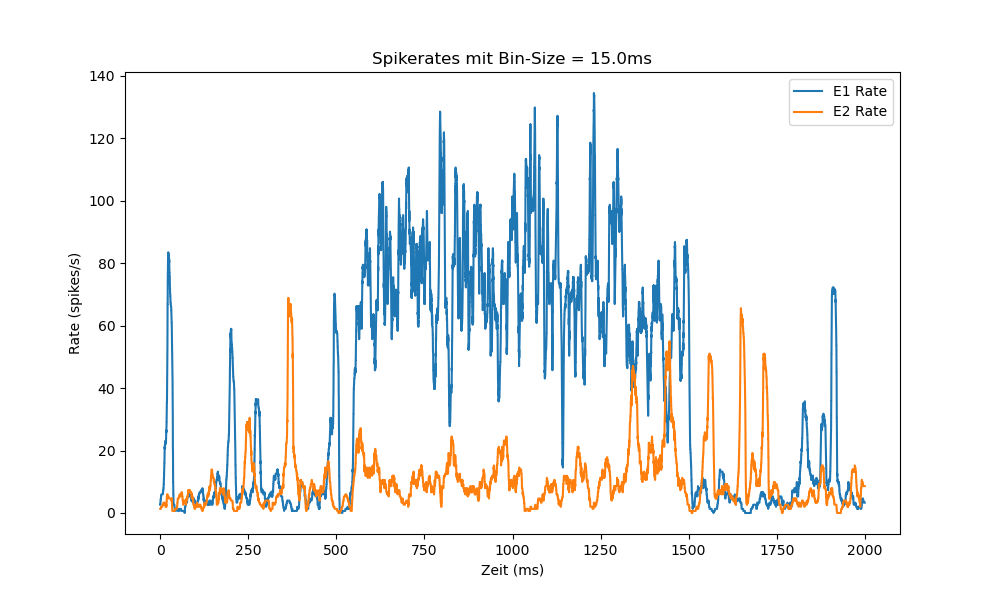 Spikerates mit Bin-Size = 15.0ms
140
120
100
80
60
40
20
0
Rate (spikes/s)
E1 Rate
E2 Rate
0 250 500 750 1000 1250 1500 1750 2000
Zeit (ms)